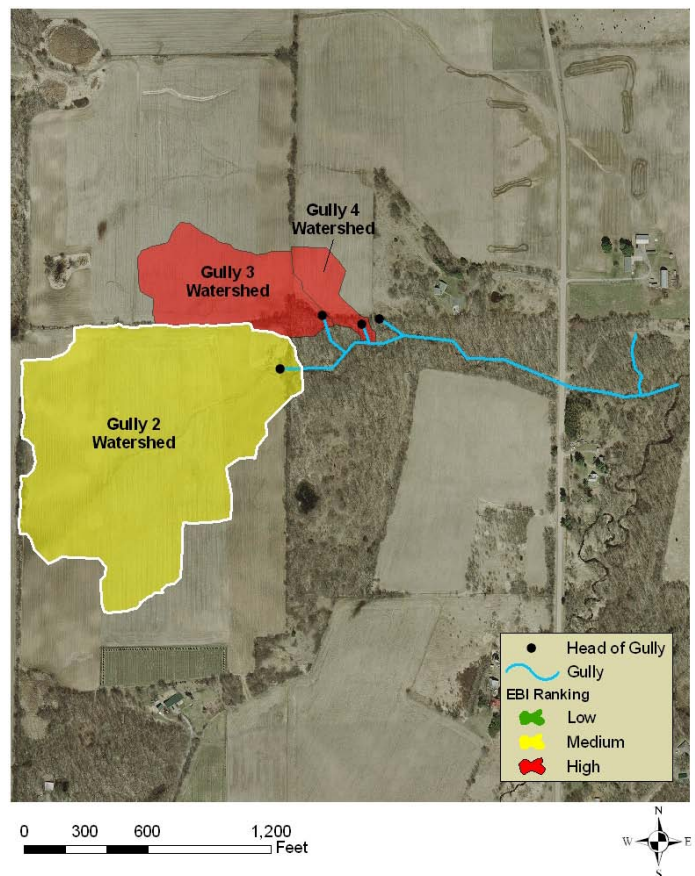 Gully 4
Watershed
Gully 3
Watershed
Gully 2
Watershed
Head of Gully
Gully
EBI Ranking
Low
Medium
High
0 300 600 1,200
Feet
N
W E
S